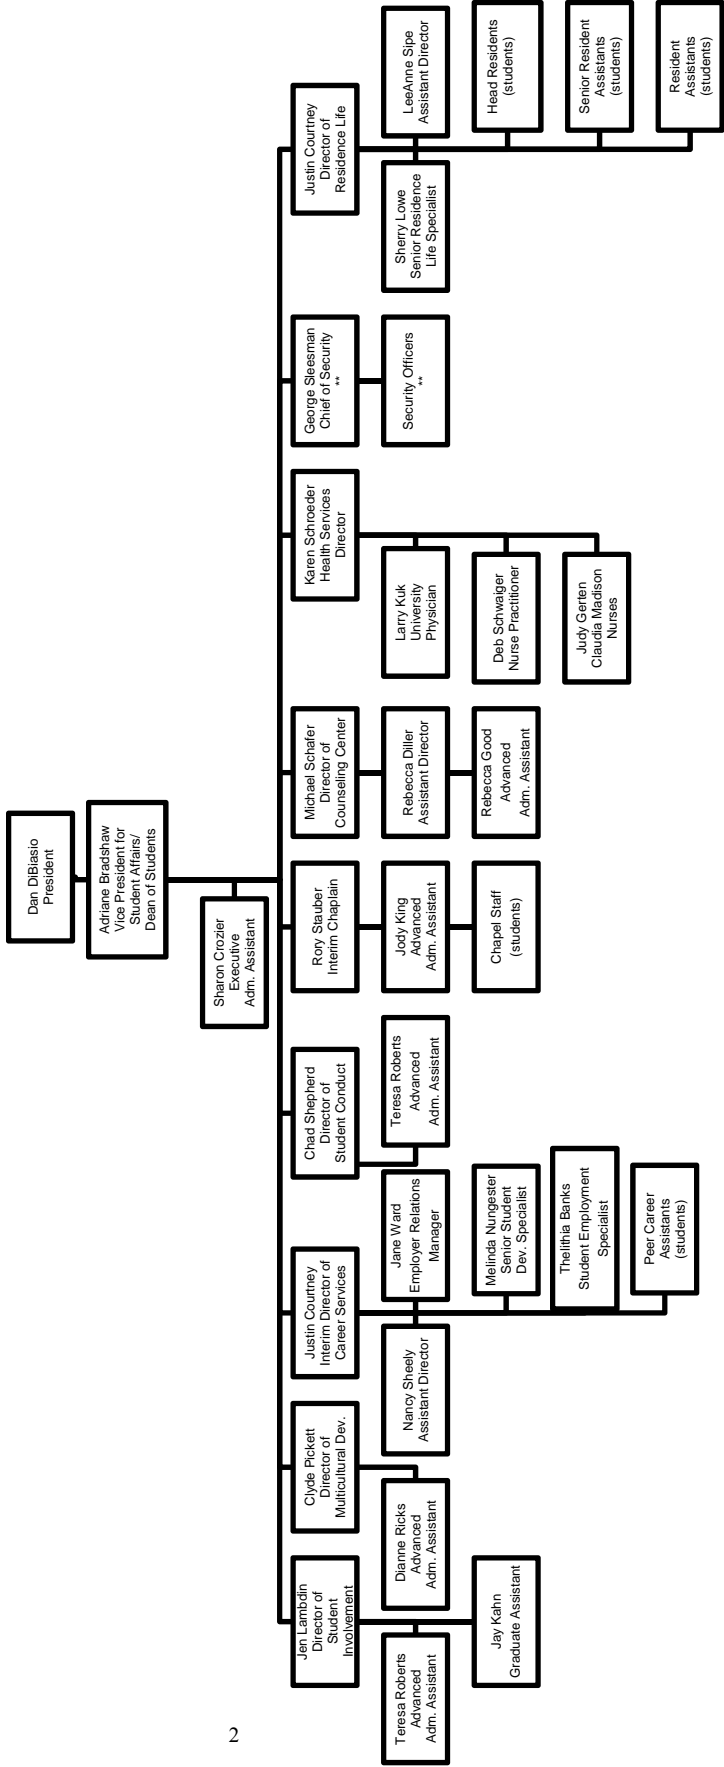 Dan DiBiasio
President
Adriane Bradshaw
Vice President for
Student Affairs/
Dean of Students
Sharon Crozier
Executive
Adm. Assistant
Jen Lambdin
Director of
Student
Involvement
Teresa Roberts
Advanced
Adm. Assistant
Jay Kahn
Graduate Assistant
Clyde Pickett
Director of
Multicultural Dev.
Dianne Ricks
Advanced
Adm. Assistant
Justin Courtney
Interim Director of
Career Services
Nancy Sheely
Assistant Director
Jane Ward
Employer Relations
Manager
Melinda Nungester
Senior Student
Dev. Specialist
Thelithia Banks
Student Employment
Specialist
Peer Career
Assistants
(students)
Chad Shepherd
Director of
Student Conduct
Teresa Roberts
Advanced
Adm. Assistant
Rory Stauber
Interim Chaplain
Jody King
Advanced
Adm. Assistant
Chapel Staff
(students)
Michael Schafer
Director of
Counseling Center
Rebecca Diller
Assistant Director
Rebecca Good
Advanced
Adm. Assistant
Karen Schroeder
Health Services
Director
Larry Kuk
University
Physician
Deb Schwaiger
Nurse Practitioner
Judy Gerten
Claudia Madison
Nurses
George Sleesman
Chief of Security
**
Security Officers
**
Justin Courtney
Director of
Residence Life
Sherry Lowe
Senior Residence
Life Specialist
LeeAnne Sipe
Assistant Director
Head Residents
(students)
Senior Resident
Assistants
(students)
Resident
Assistants
(students)
2